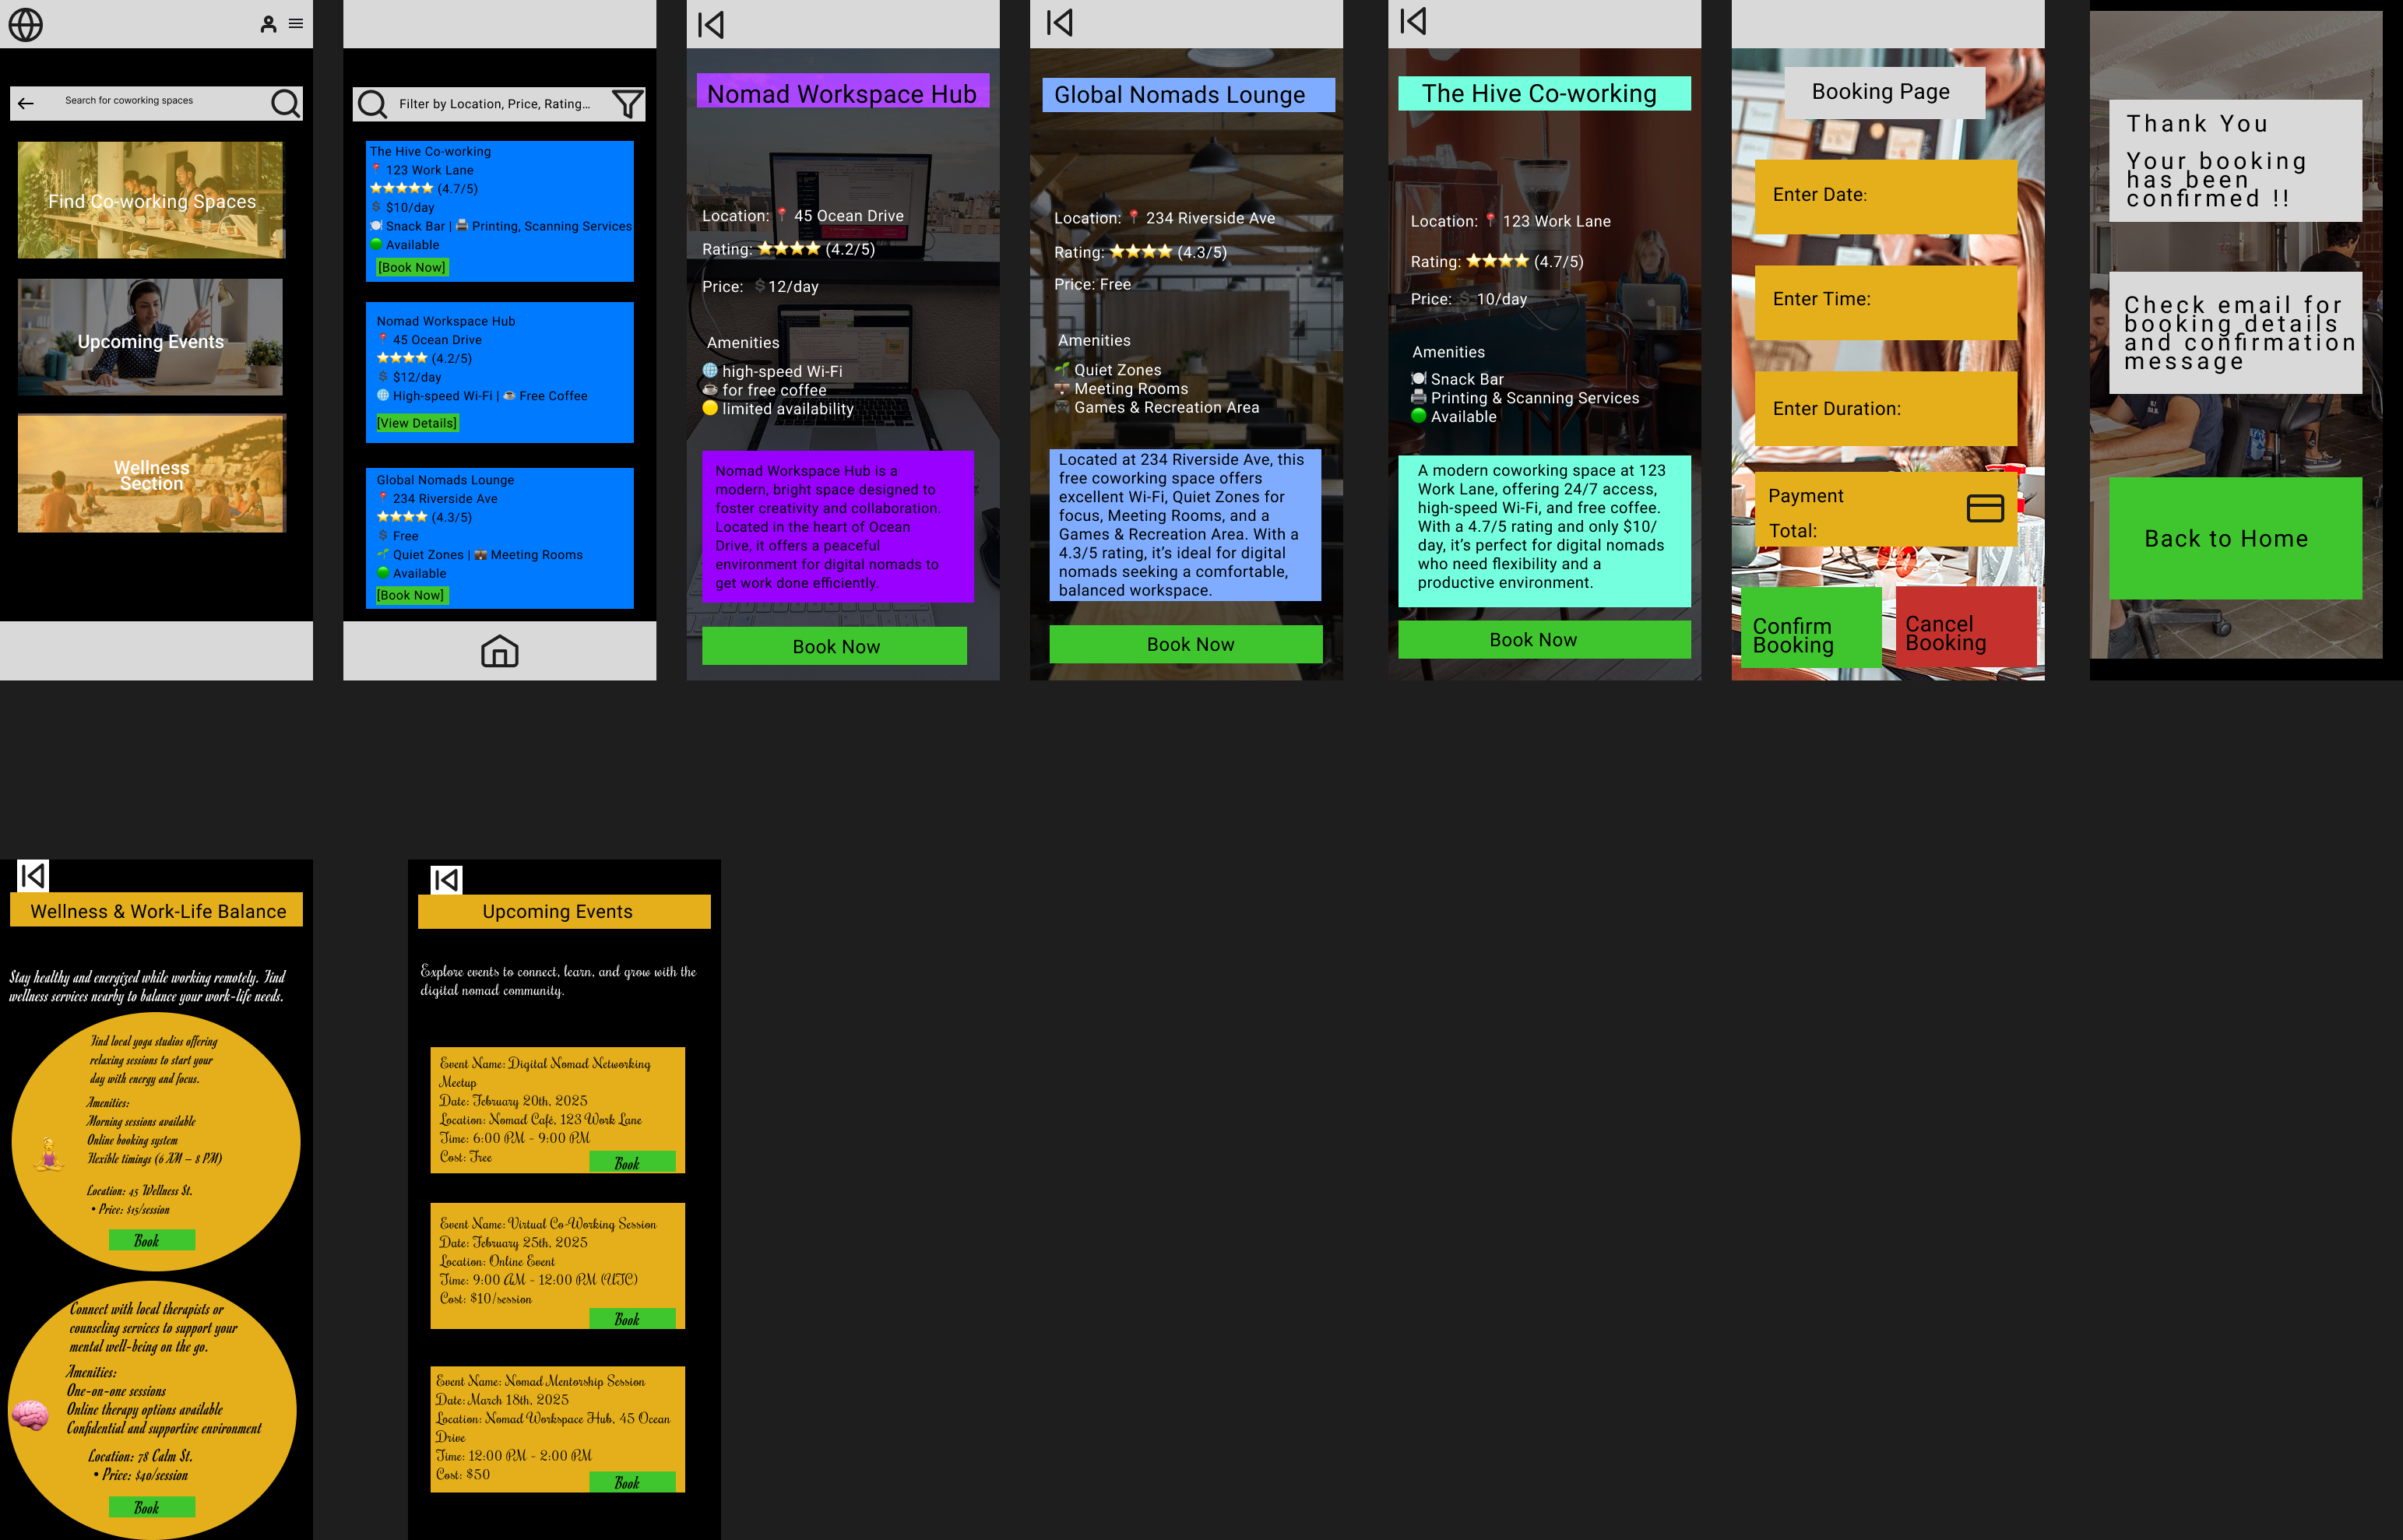 Search for coworking spaces
Find Co-working Spaces
Upcoming Events
Wellness
Section
Filter by Location, Price, Rating...
The Hive Co-working
📍 123 Work Lane
⭐⭐⭐⭐⭐ (4.7/5)
💲 $10/day
🍽️ Snack Bar | 🖨️ Printing, Scanning Services
🟢 Available
[Book Now]
Nomad Workspace Hub
📍 45 Ocean Drive
⭐⭐⭐⭐ (4.2/5)
💲 $12/day
🌐 High-speed Wi-Fi | ☕ Free Coffee
[View Details]
Global Nomads Lounge
📍 234 Riverside Ave
⭐⭐⭐⭐ (4.3/5)
💲 Free
🌱 Quiet Zones | 💼 Meeting Rooms
🟢 Available
[Book Now]
Nomad Workspace Hub
Location: 📍 45 Ocean Drive
Rating: ⭐⭐⭐⭐ (4.2/5)
Price: 💲12/day
Amenities
🌐 high-speed Wi-Fi
☕ for free coffee
🟡 limited availability
Nomad Workspace Hub is a
modern, bright space designed to
foster creativity and collaboration.
Located in the heart of Ocean
Drive, it offers a peaceful
environment for digital nomads to
get work done efficiently.
Book Now
Global Nomads Lounge
Location: 📍 234 Riverside Ave
Rating: ⭐⭐⭐⭐ (4.3/5)
Price: Free
Amenities
🌱 Quiet Zones
💼 Meeting Rooms
🎮 Games & Recreation Area
Located at 234 Riverside Ave, this
free coworking space offers
excellent Wi-Fi, Quiet Zones for
focus, Meeting Rooms, and a
Games & Recreation Area. With a
4.3/5 rating, it's ideal for digital
nomads seeking a comfortable,
balanced workspace.
Book Now
The Hive Co-working
Location: 📍 123 Work Lane
Rating: ⭐⭐⭐⭐ (4.7/5)
Price: 💲 10/day
Amenities
🍽️ Snack Bar
🖨️ Printing & Scanning Services
🟢 Available
A modern coworking space at 123
Work Lane, offering 24/7 access,
high-speed Wi-Fi, and free coffee.
With a 4.7/5 rating and only $10/
day, it's perfect for digital nomads
who need flexibility and a
productive environment.
Book Now
Booking Page
Enter Date:
Enter Time:
Enter Duration:
Payment
Total:
Confirm
Booking
Cancel
Booking
Thank You
Your booking
has been
confirmed !!
Check email for
booking details
and confirmation
message
Back to Home
Wellness & Work-Life Balance
Stay healthy and energized while working remotely. Find
wellness services nearby to balance your work-life needs.
Find local yoga studios offering
relaxing sessions to start your
day with energy and focus.
Amenities:
Morning sessions available
Online booking system
Flexible timings (6 AM – 8 PM)
Location: 45 Wellness St.
• Price: $15/session
Book
Connect with local therapists or
counseling services to support your
mental well-being on the go.
Amenities:
One-on-one sessions
Online therapy options available
Confidential and supportive environment
Location: 78 Calm St.
• Price: $40/session
Book
Upcoming Events
Explore events to connect, learn, and grow with the
digital nomad community.
Event Name: Digital Nomad Networking
Meetup
Date: February 20th, 2025
Location: Nomad Café, 123 Work Lane
Time: 6:00 PM - 9:00 PM
Cost: Free
Book
Event Name: Virtual Co-Working Session
Date: February 25th, 2025
Location: Online Event
Time: 9:00 AM - 12:00 PM (UTC)
Cost: $10/session
Book
Event Name: Nomad Mentorship Session
Date: March 18th, 2025
Location: Nomad Workspace Hub, 45 Ocean
Drive
Time: 12:00 PM - 2:00 PM
Cost: $50
Book